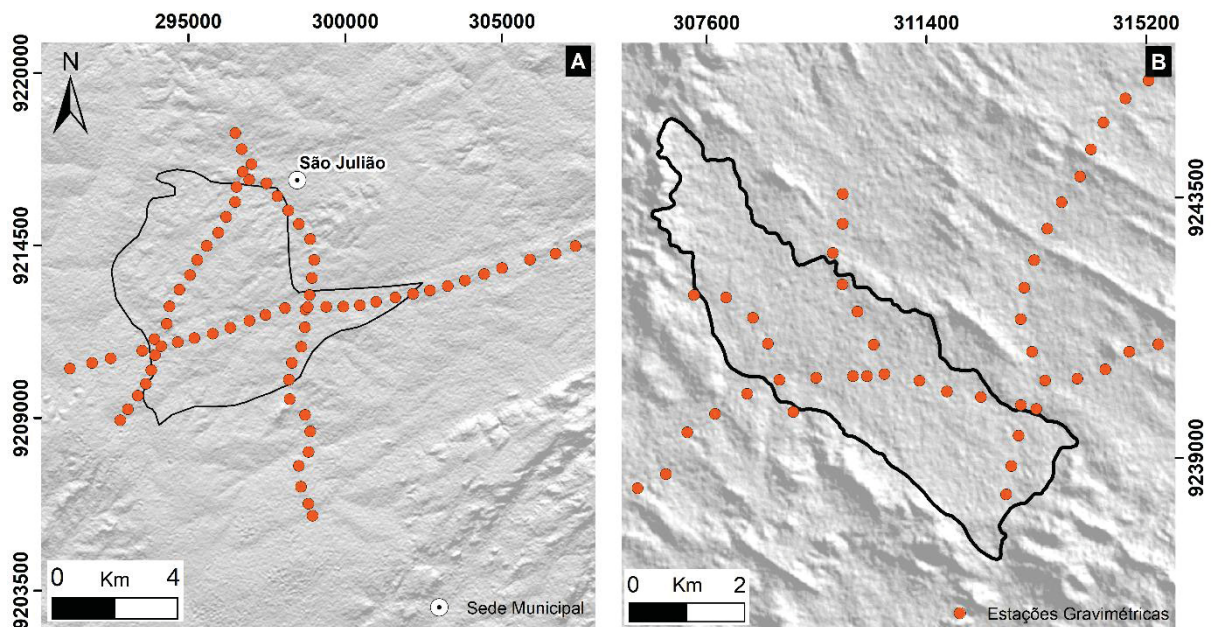 295000 300000 305000
307600 311400 315200
9220000
9214500
9209000
9203500
N
A
São Julião
0 Km 4
Sede Municipal
B
9243500
9239000
0 Km 2
Estações Gravimétricas